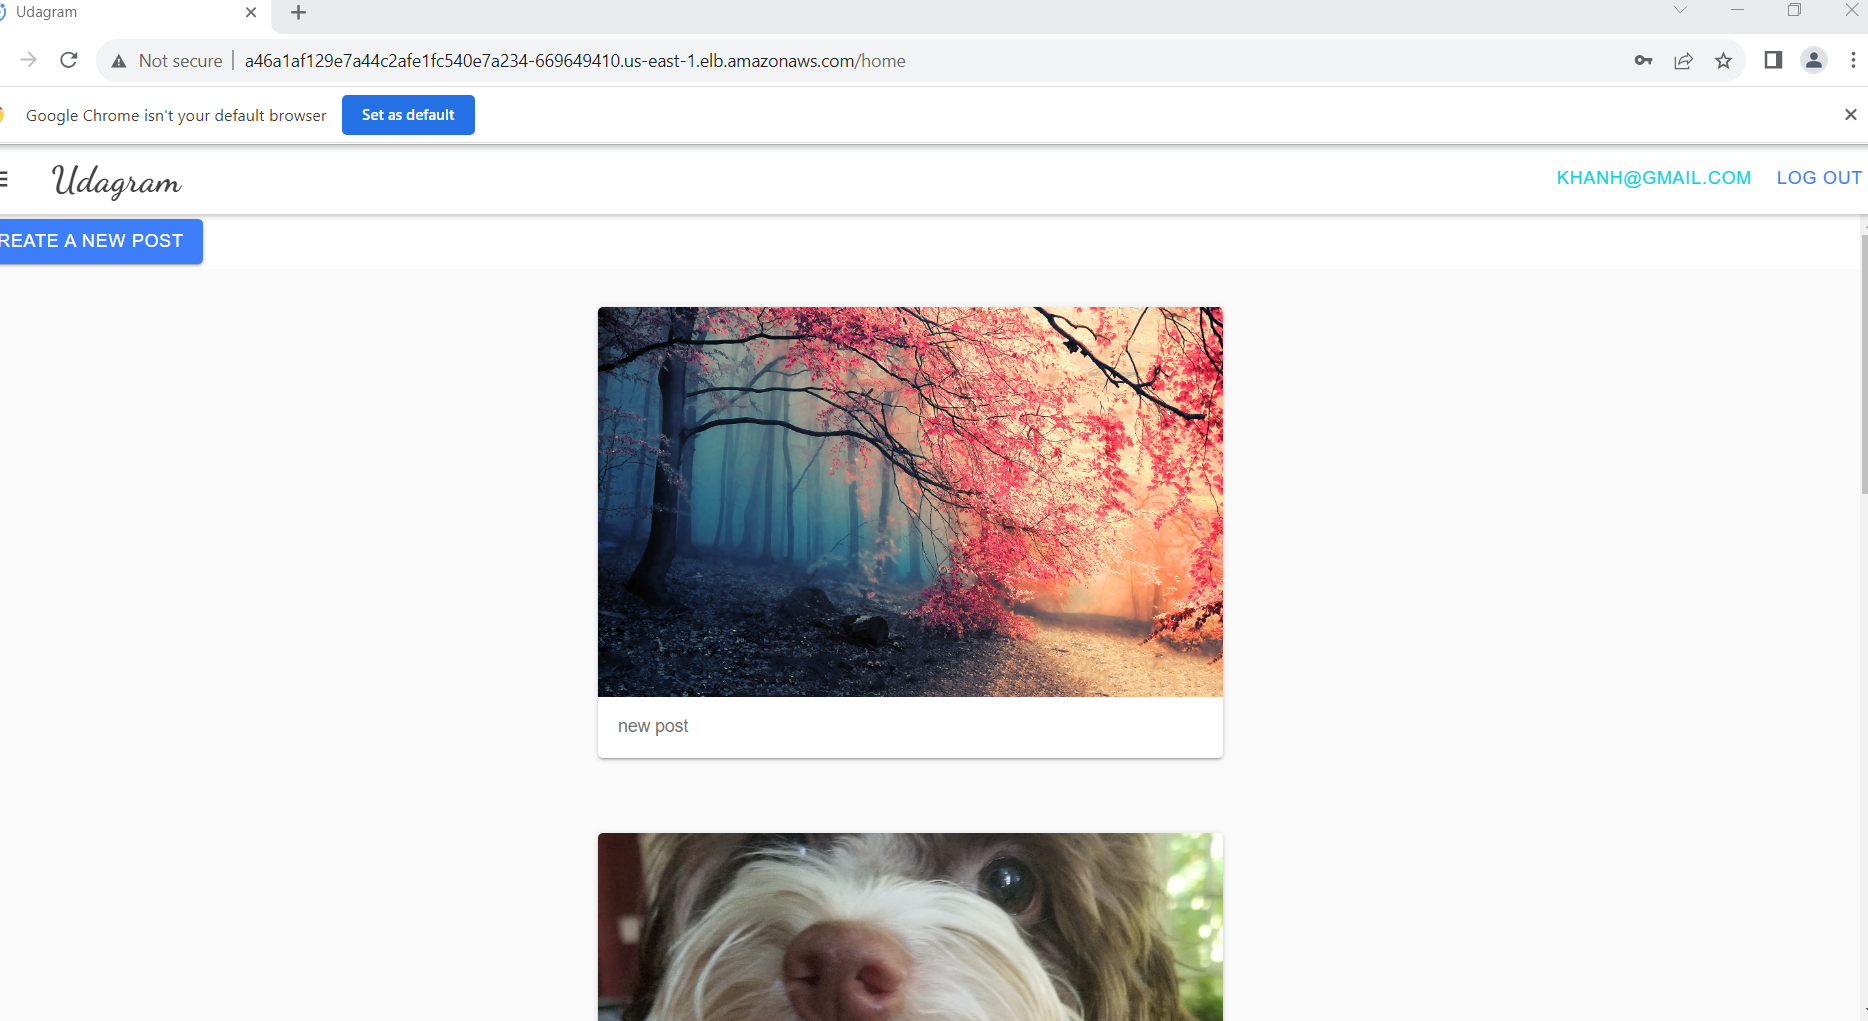 Udagram
Not secure a46a1af129e7a44c2afe1fc540e7a234-669649410.us-east-1.elb.amazonaws.com/home
Google Chrome isn't your default browser Set as default
Udagram KHANH@GMAIL.COM LOG OUT
REATE A NEW POST
new post